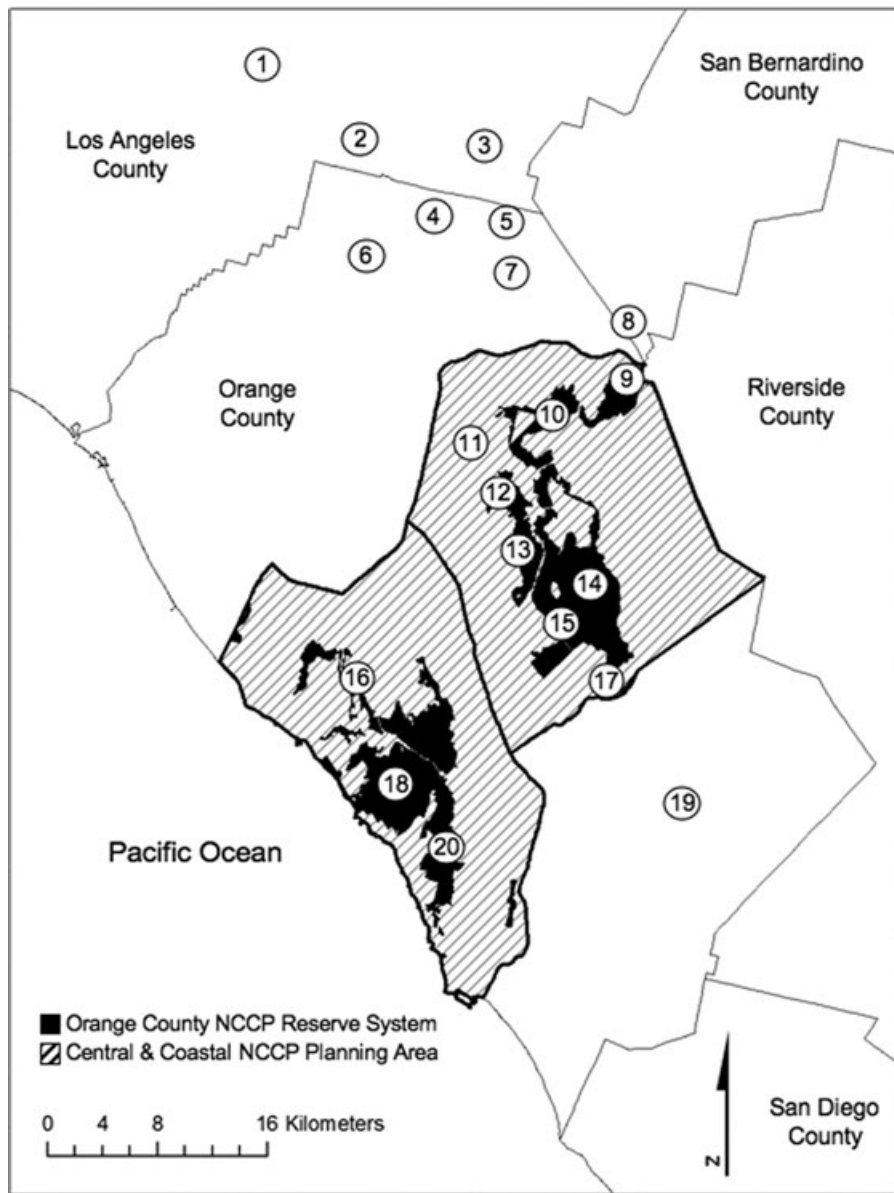 1
San Bernardino
County
Los Angeles
County
2
3
4
5
6
7
8
Orange
County
9
Riverside
County
10
11
12
13
14
15
16
17
18
19
Pacific Ocean
20
Orange County NCCP Reserve System
Central & Coastal NCCP Planning Area
0 4 8 16 Kilometers
San Diego
County
N